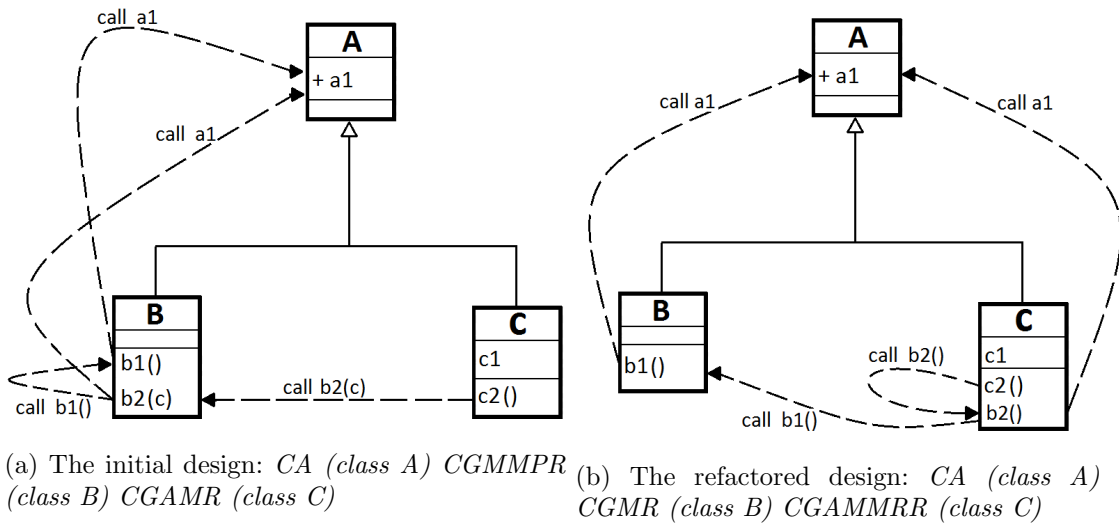 call a1
A
+ a1
call a1
B
b1()
b2(c)
call b1()
call b2(c)
C
c1
c2()
(a) The initial design: CA (class A) CGMMPR
(class B) CGAMR (class C)
A
+ a1
call a1
call a1
B
b1()
call b2()
call b1()
C
c1
c2()
b2()
(b) The refactored design: CA (class A)
CGMR (class B) CGAMMRR (class C)